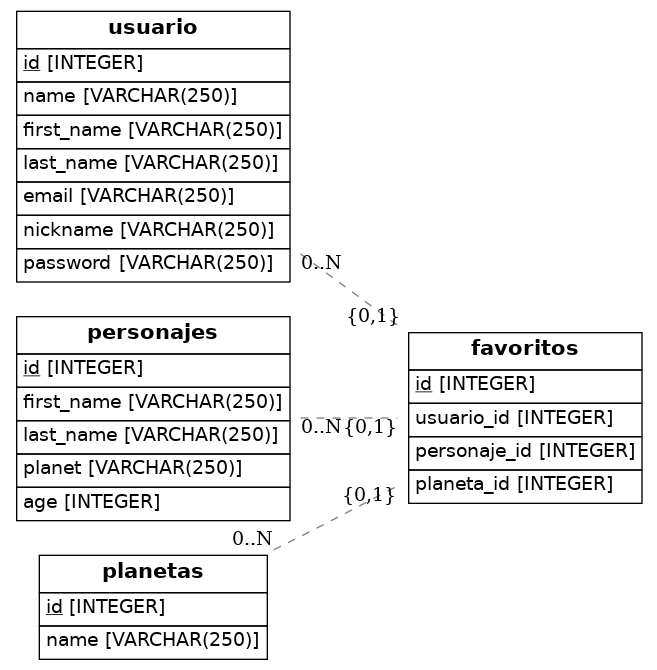 usuario
id [INTEGER]
name [VARCHAR(250)]
first_name [VARCHAR(250)]
last_name [VARCHAR(250)]
email [VARCHAR(250)]
nickname [VARCHAR(250)]
password [VARCHAR(250)]
0..N
{0,1}
personajes
id [INTEGER]
first_name [VARCHAR(250)]
last_name [VARCHAR(250)]
planet [VARCHAR(250)]
age [INTEGER]
0..N
{0,1}
favoritos
id [INTEGER]
usuario_id [INTEGER]
personaje_id [INTEGER]
planeta_id [INTEGER]
{0,1}
0..N
planetas
id [INTEGER]
name [VARCHAR(250)]